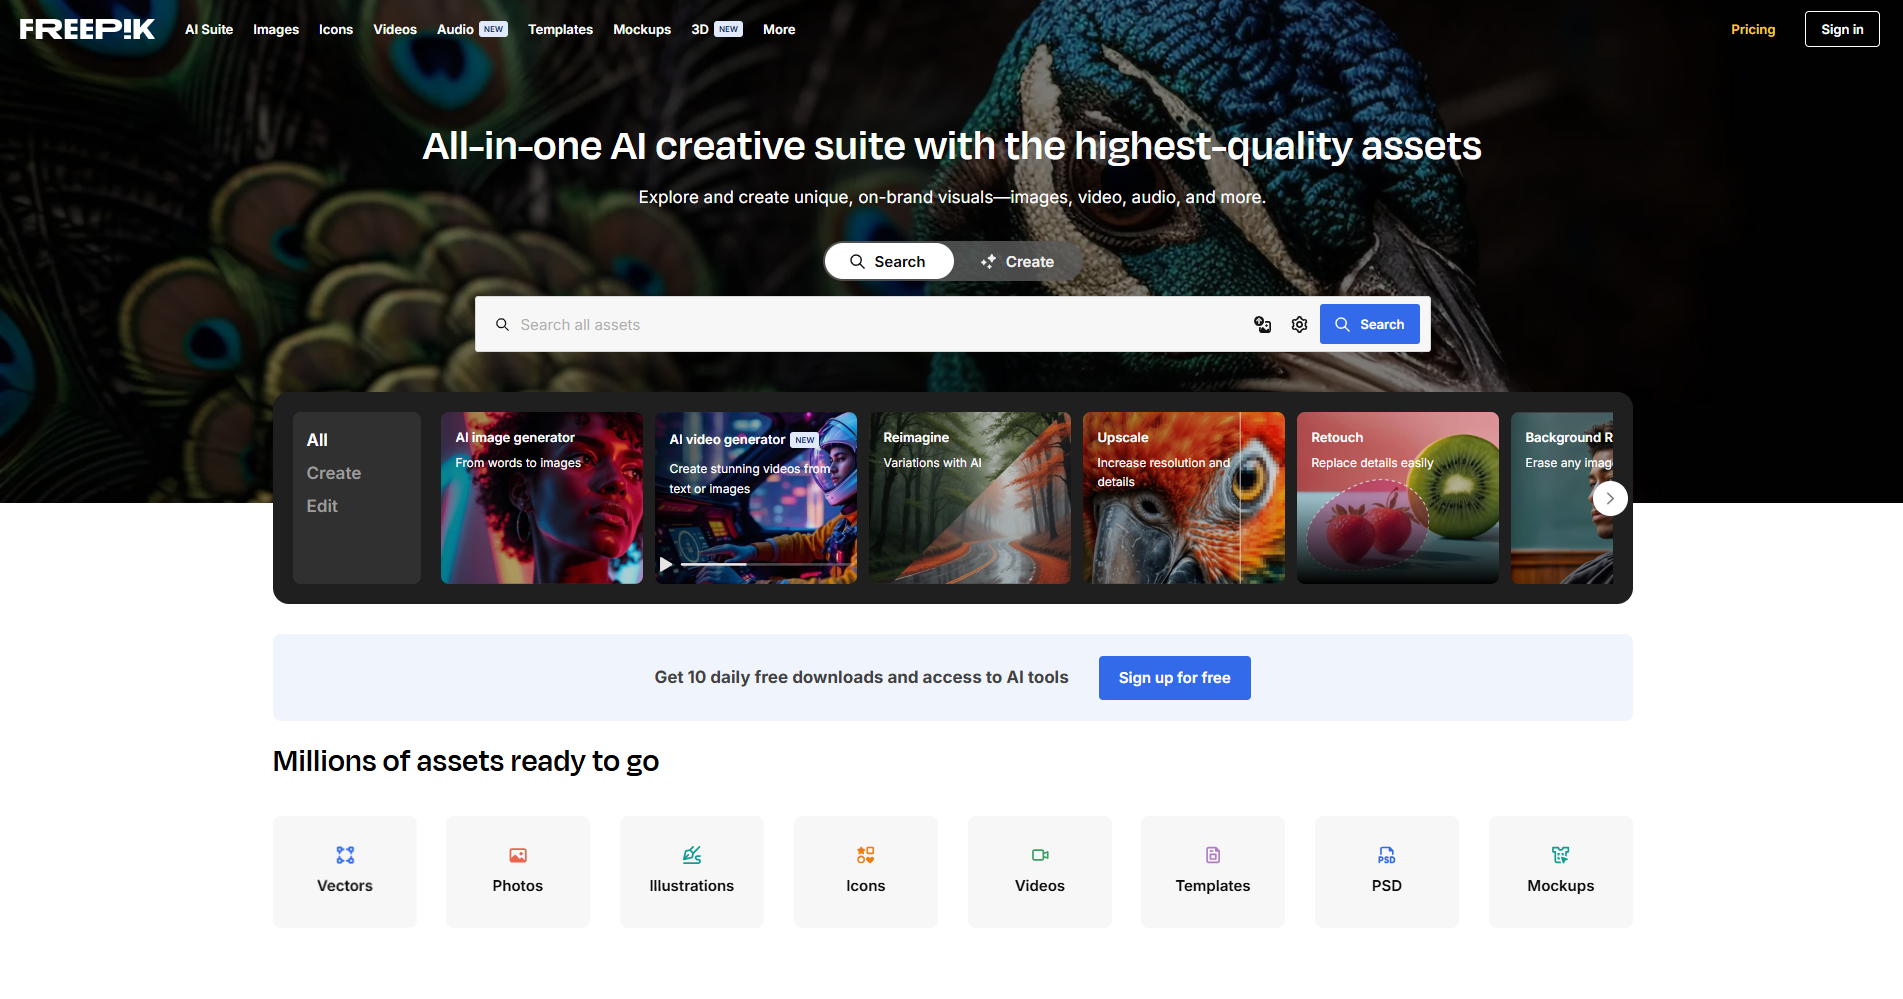 FREEPIK
AI Suite
Images
Icons
Videos
Audio NEW
Templates
Mockups
3D NEW
More
Pricing
Sign in
All-in-one AI creative suite with the highest-quality assets
Explore and create unique, on-brand visuals—images, video, audio, and more.
Search
Create
Search all assets
Search
All
Create
Edit
AI image generator
From words to images
AI video generator NEW
Create stunning videos from
text or images
Reimagine
Variations with AI
Upscale
Increase resolution and
details
Retouch
Replace details easily
Background R
Erase any imag
Get 10 daily free downloads and access to AI tools
Sign up for free
Millions of assets ready to go
Vectors
Photos
Illustrations
Icons
Videos
Templates
PSD
PSD
Mockups